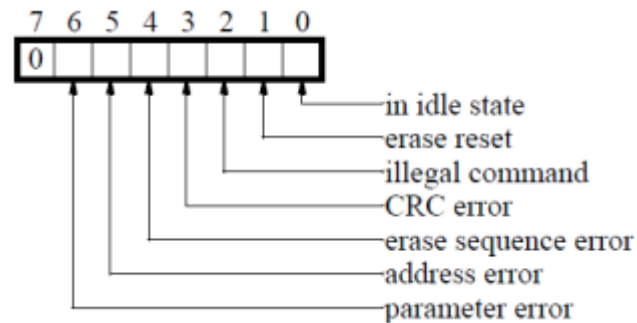 7 6 5 4 3 2 1 0
0
in idle state
erase reset
illegal command
CRC error
erase sequence error
address error
parameter error